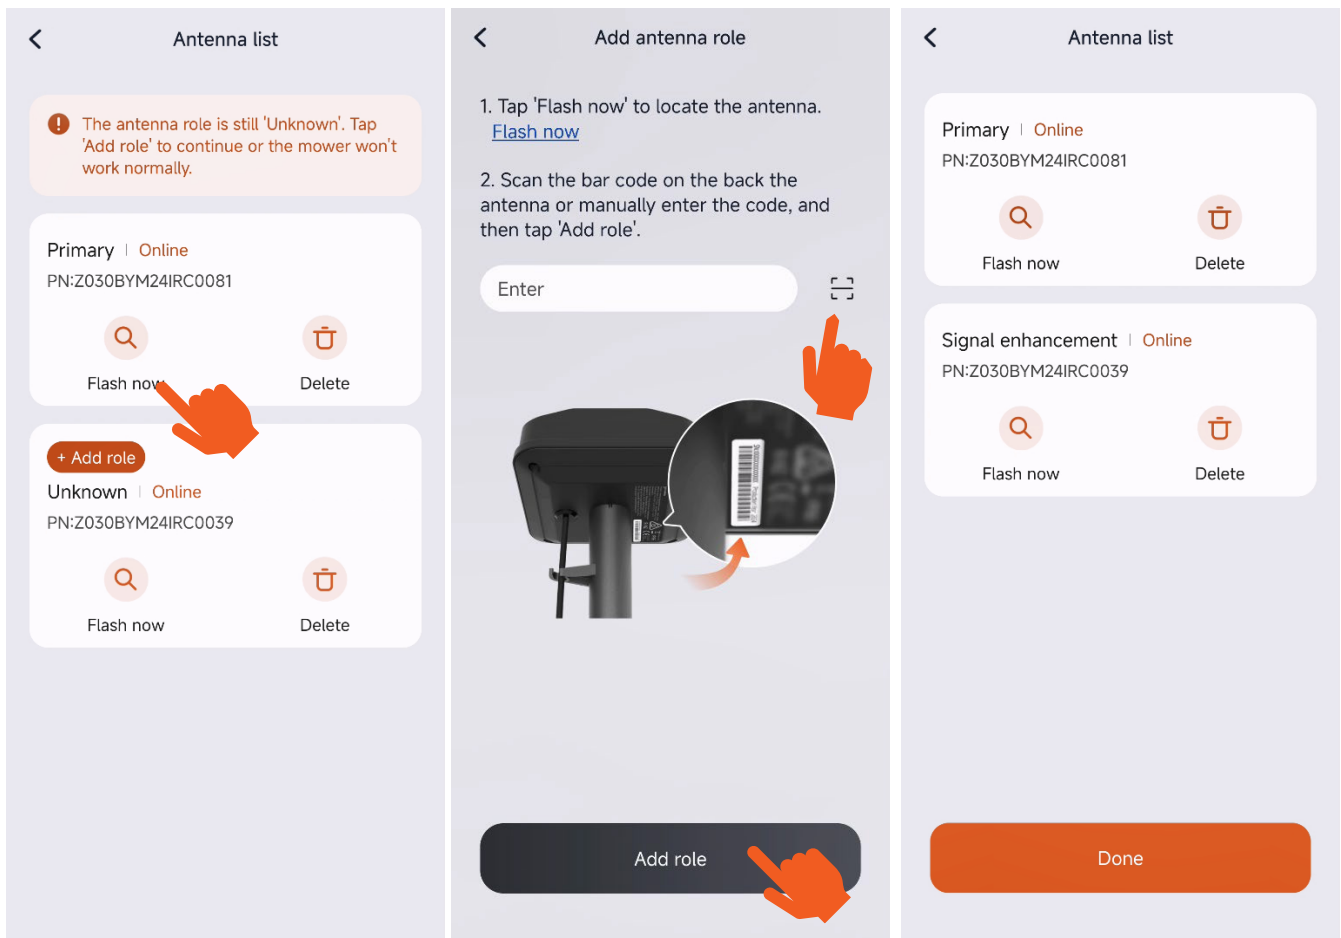 Antenna list
The antenna role is still 'Unknown'. Tap
'Add role' to continue or the mower won't
work normally.
Primary | Online
PN:Z030BYM24IRC0081
Flash now
Delete
+ Add role
Unknown | Online
PN:Z030BYM24IRC0039
Flash now
Delete
Add antenna role
1. Tap 'Flash now' to locate the antenna.
Flash now
2. Scan the bar code on the back the
antenna or manually enter the code, and
then tap 'Add role'.
Enter
Add role
Antenna list
Primary | Online
PN:Z030BYM24IRC0081
Flash now
Delete
Signal enhancement | Online
PN:Z030BYM24IRC0039
Flash now
Delete
Done